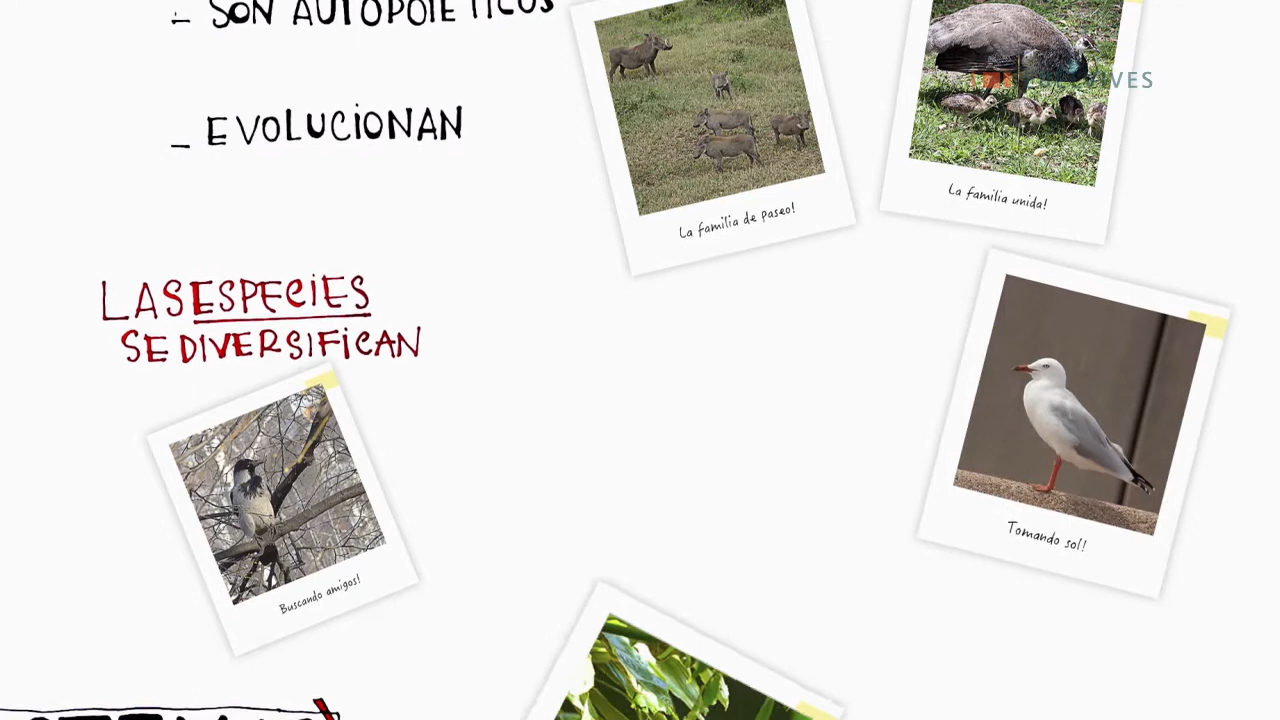 – SON AUTOPOIÉTICOS
– EVOLUCIONAN
La familia de paseo!
La familia unida!
LAS ESPECIES
SE DIVERSIFICAN
Tomando sol!
Buscando amigos!